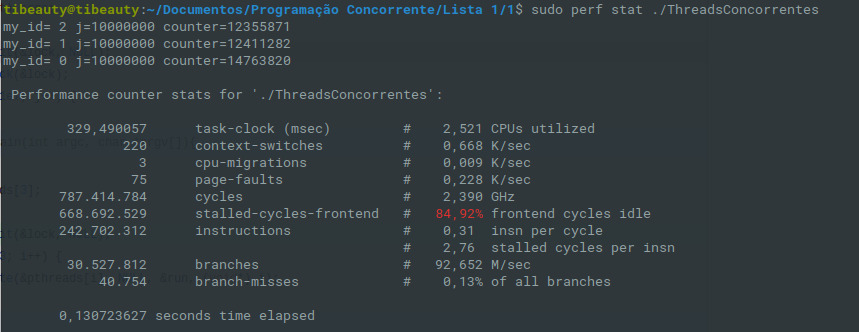 tibeauty@tibeauty:~/Documentos/Programação Concorrente/Lista 1/1$ sudo perf stat ./ThreadsConcorrentes
my_id= 2 j=10000000 counter=12355871
my_id= 1 j=10000000 counter=12411282
my_id= 0 j=10000000 counter=14763820
Performance counter stats for './ThreadsConcorrentes':
329,490057 task-clock (msec) # 2,521 CPUs utilized
220 context-switches # 0,668 K/sec
3 cpu-migrations # 0,009 K/sec
75 page-faults # 0,228 K/sec
787.414.784 cycles # 2,390 GHz
668.692.529 stalled-cycles-frontend # 84,92% frontend cycles idle
242.702.312 instructions # 0,31 insn per cycle
# 2,76 stalled cycles per insn
30.527.812 branches # 92,652 M/sec
40.754 branch-misses # 0,13% of all branches
0,130723627 seconds time elapsed